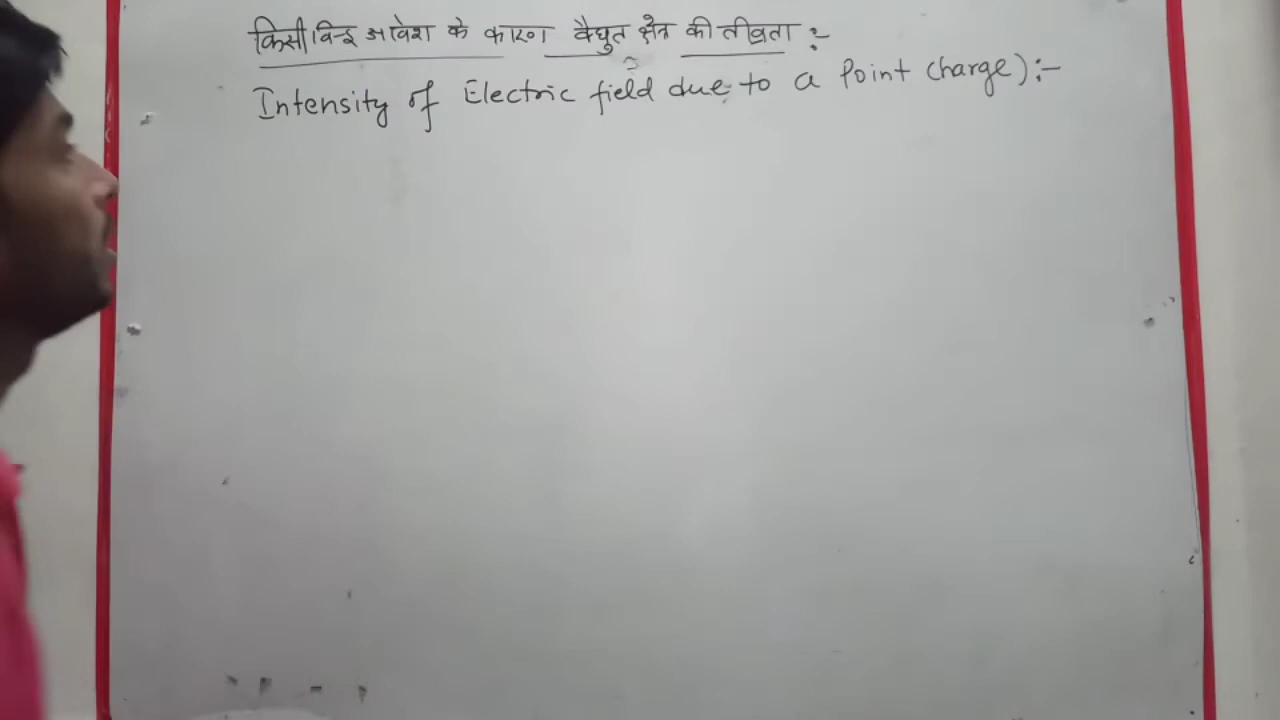 किसी बिन्दु आवेश के कारण वैद्युत क्षेत्र की तीव्रता :-
Intensity of Electric field due to a Point charge) :-